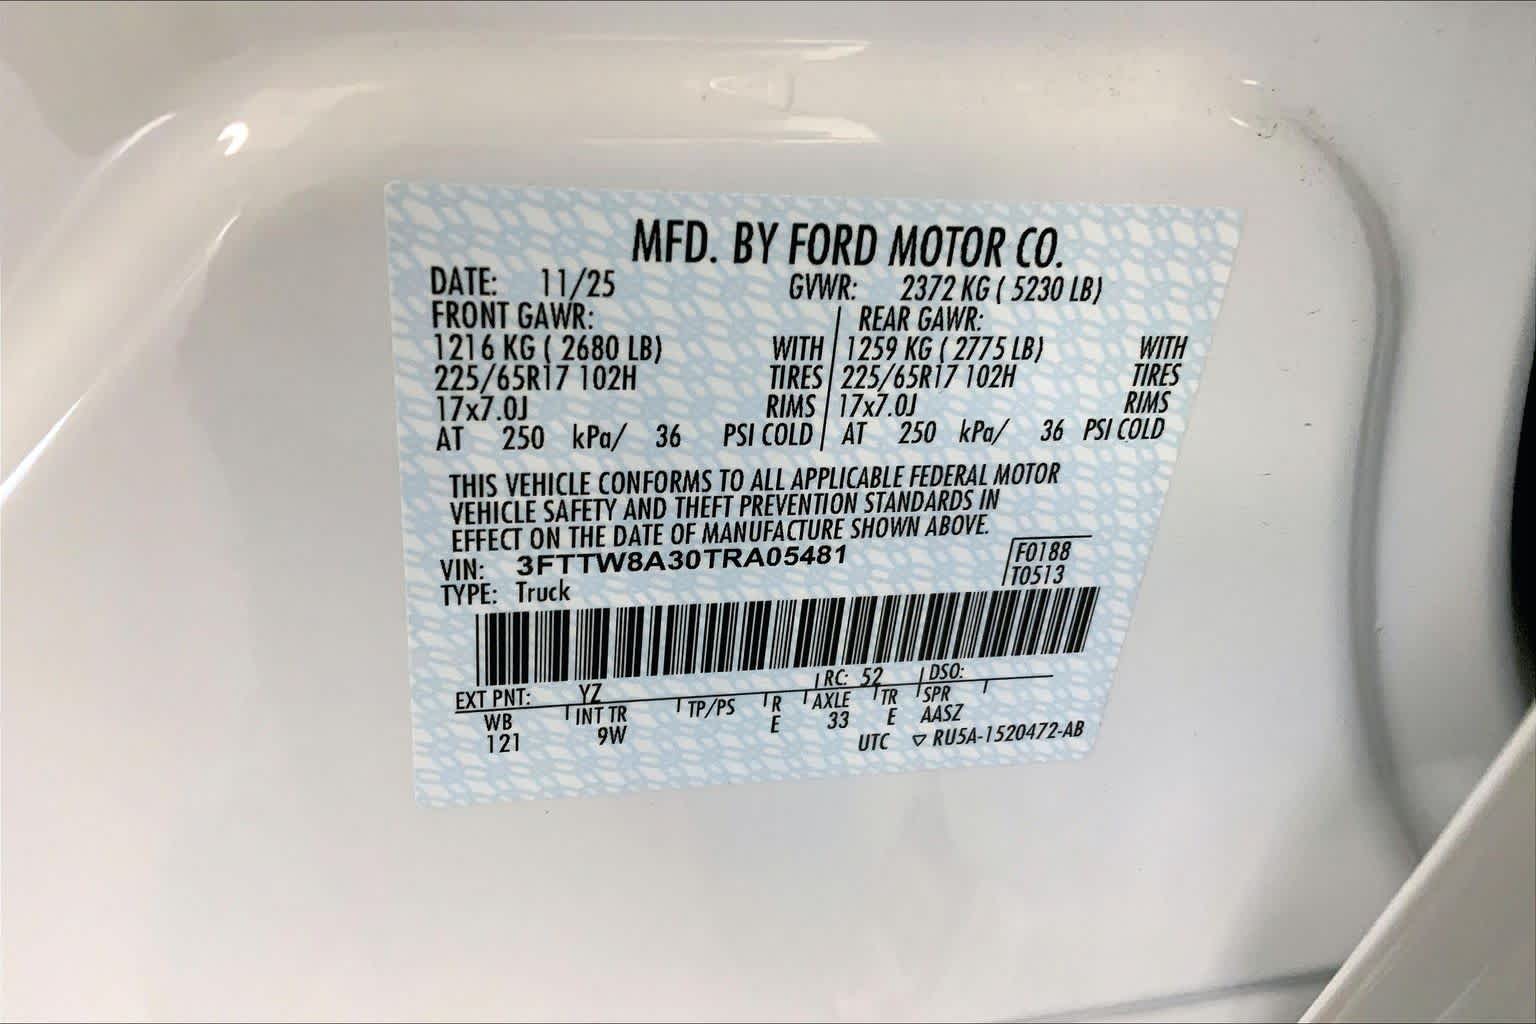 MFD. BY FORD MOTOR CO.
DATE: 11/25 GVWR: 2372 KG ( 5230 LB)
FRONT GAWR: REAR GAWR:
1216 KG ( 2680 LB) WITH 1259 KG ( 2775 LB) WITH
225/65R17 102H TIRES 225/65R17 102H TIRES
17x7.0J RIMS 17x7.0J RIMS
AT 250 kPa/ 36 PSI COLD AT 250 kPa/ 36 PSI COLD
THIS VEHICLE CONFORMS TO ALL APPLICABLE FEDERAL MOTOR
VEHICLE SAFETY AND THEFT PREVENTION STANDARDS IN
EFFECT ON THE DATE OF MANUFACTURE SHOWN ABOVE.
VIN: 3FTTW8A30TRA05481 F0188
TYPE: Truck T0513
EXT PNT: YZ RC: 52 DSO:
WB INT TR TP/PS R AXLE TR SPR
121 9W E 33 E AASZ
UTC ▽ RU5A-1520472-AB